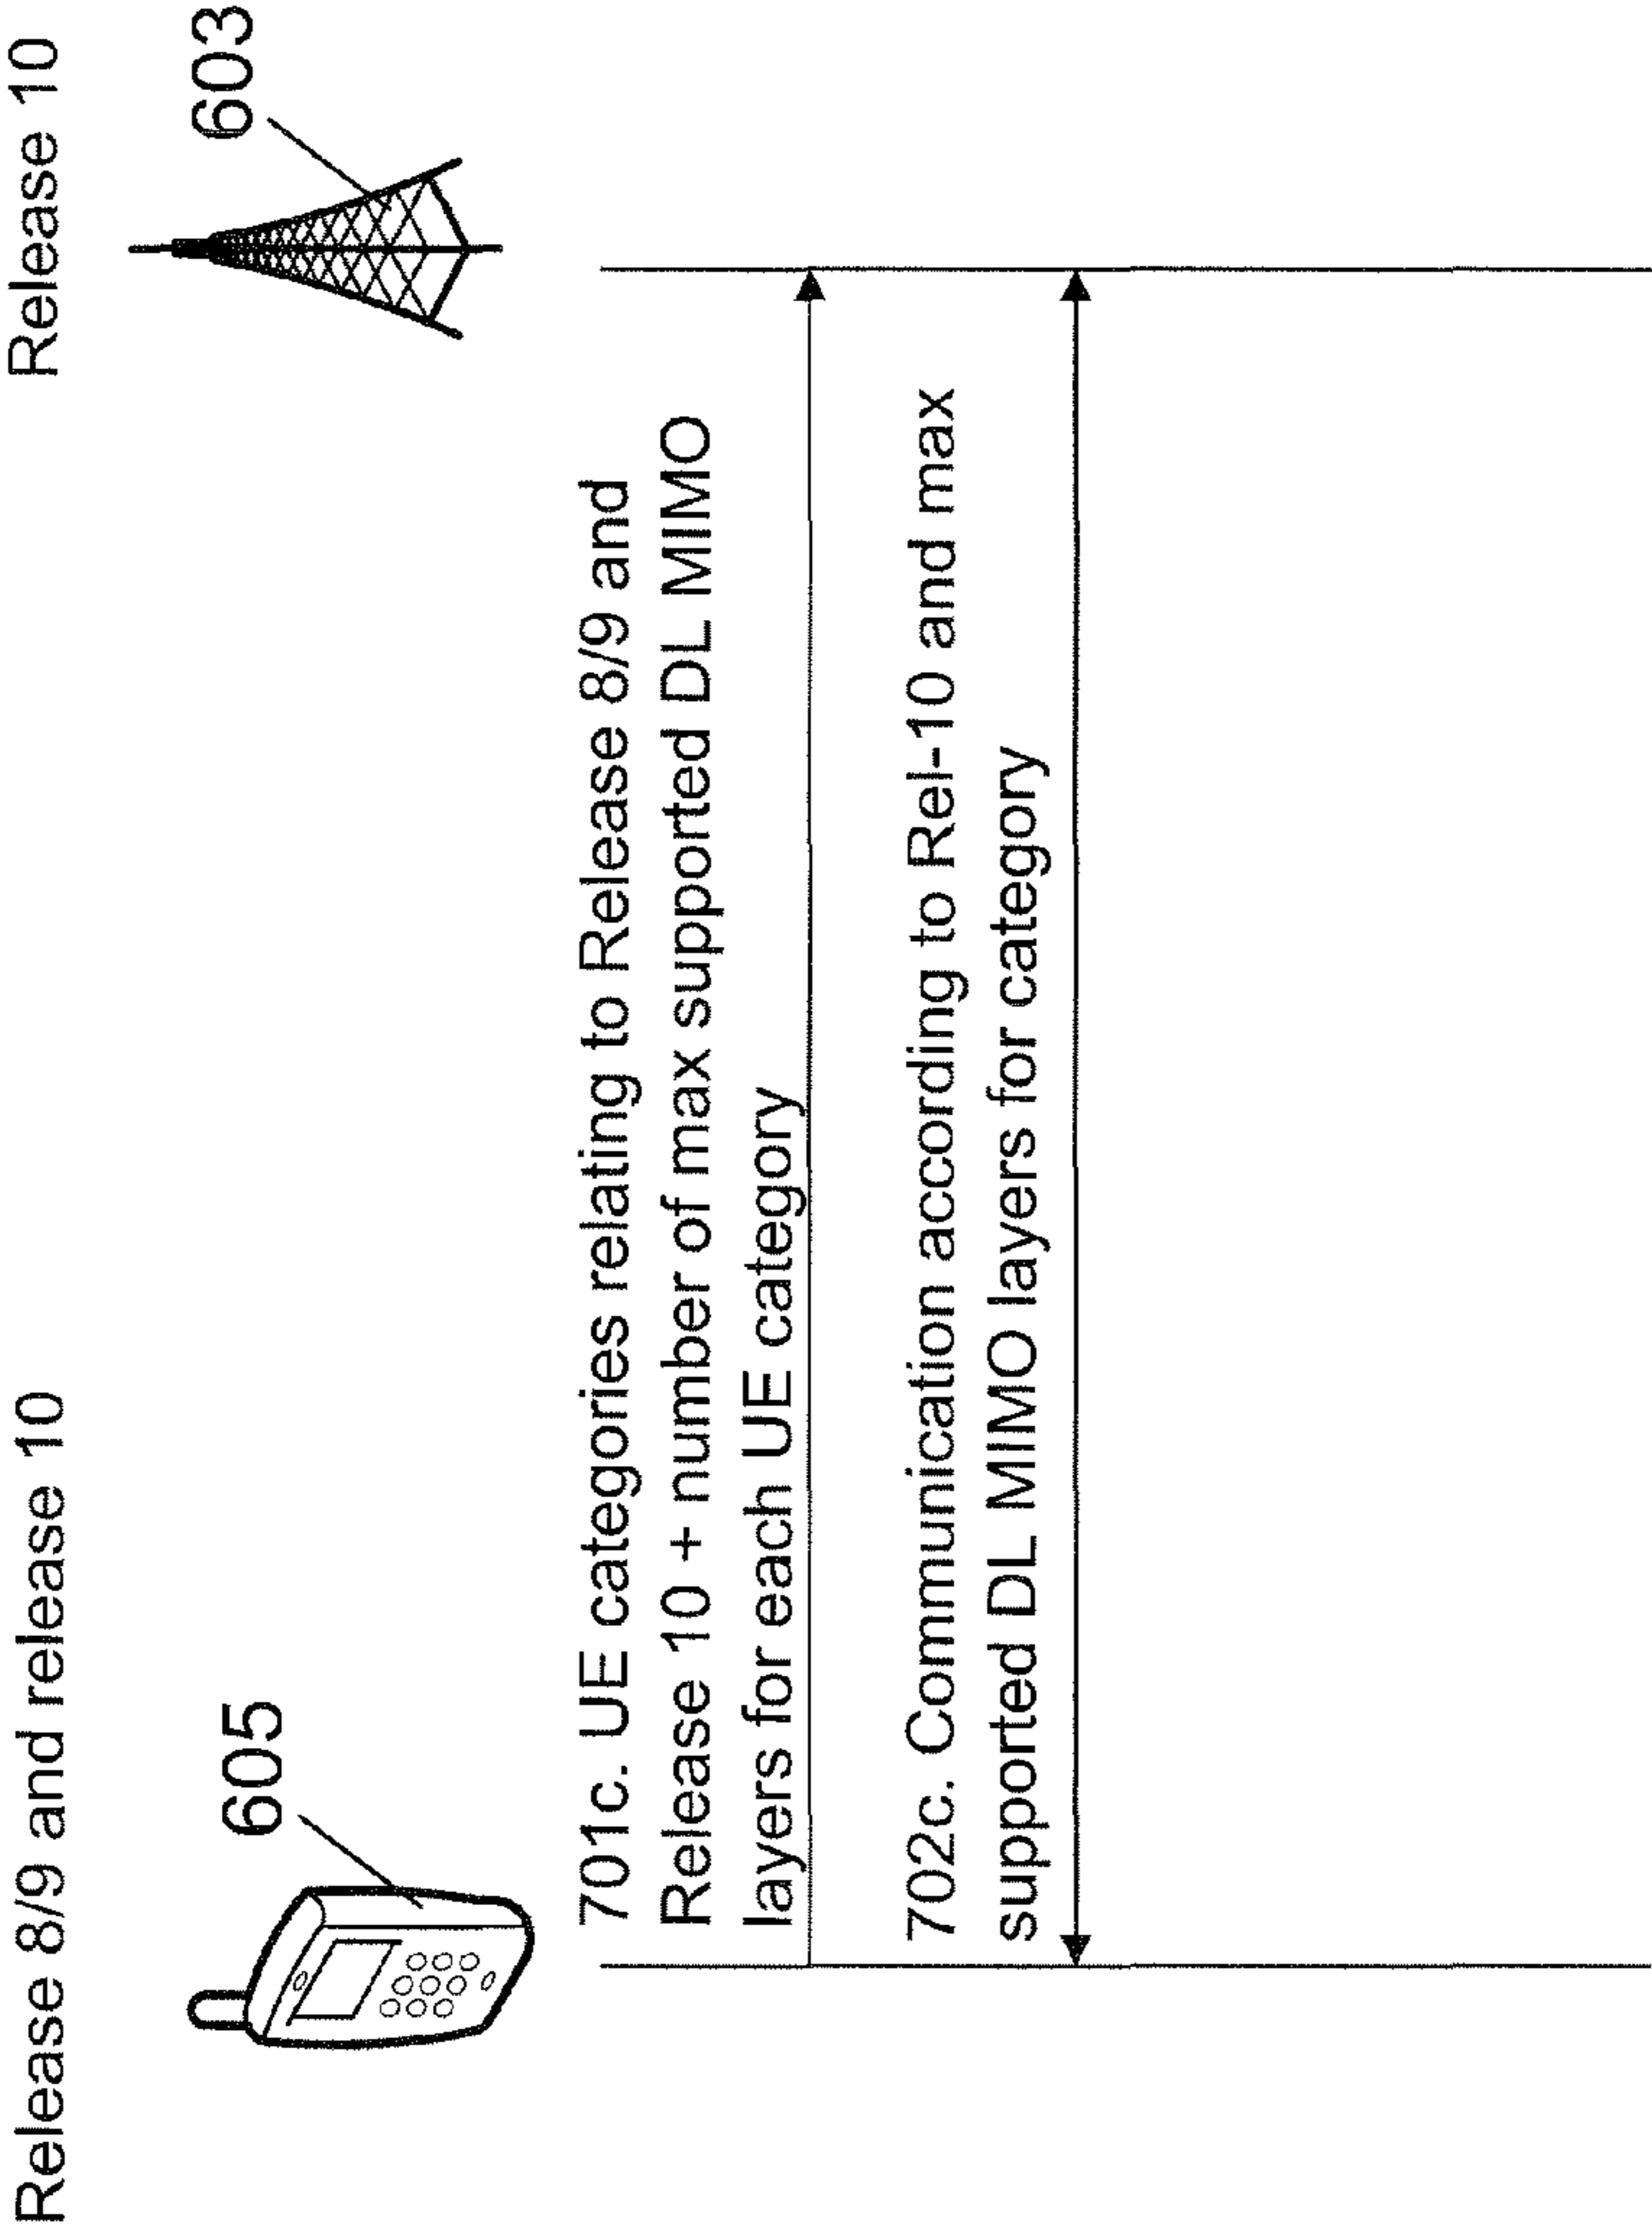 Release 8/9 and release 10
Release 10
605
603
701c. UE categories relating to Release 8/9 and
Release 10 + number of max supported DL MIMO
layers for each UE category
702c. Communication according to Rel-10 and max
supported DL MIMO layers for category